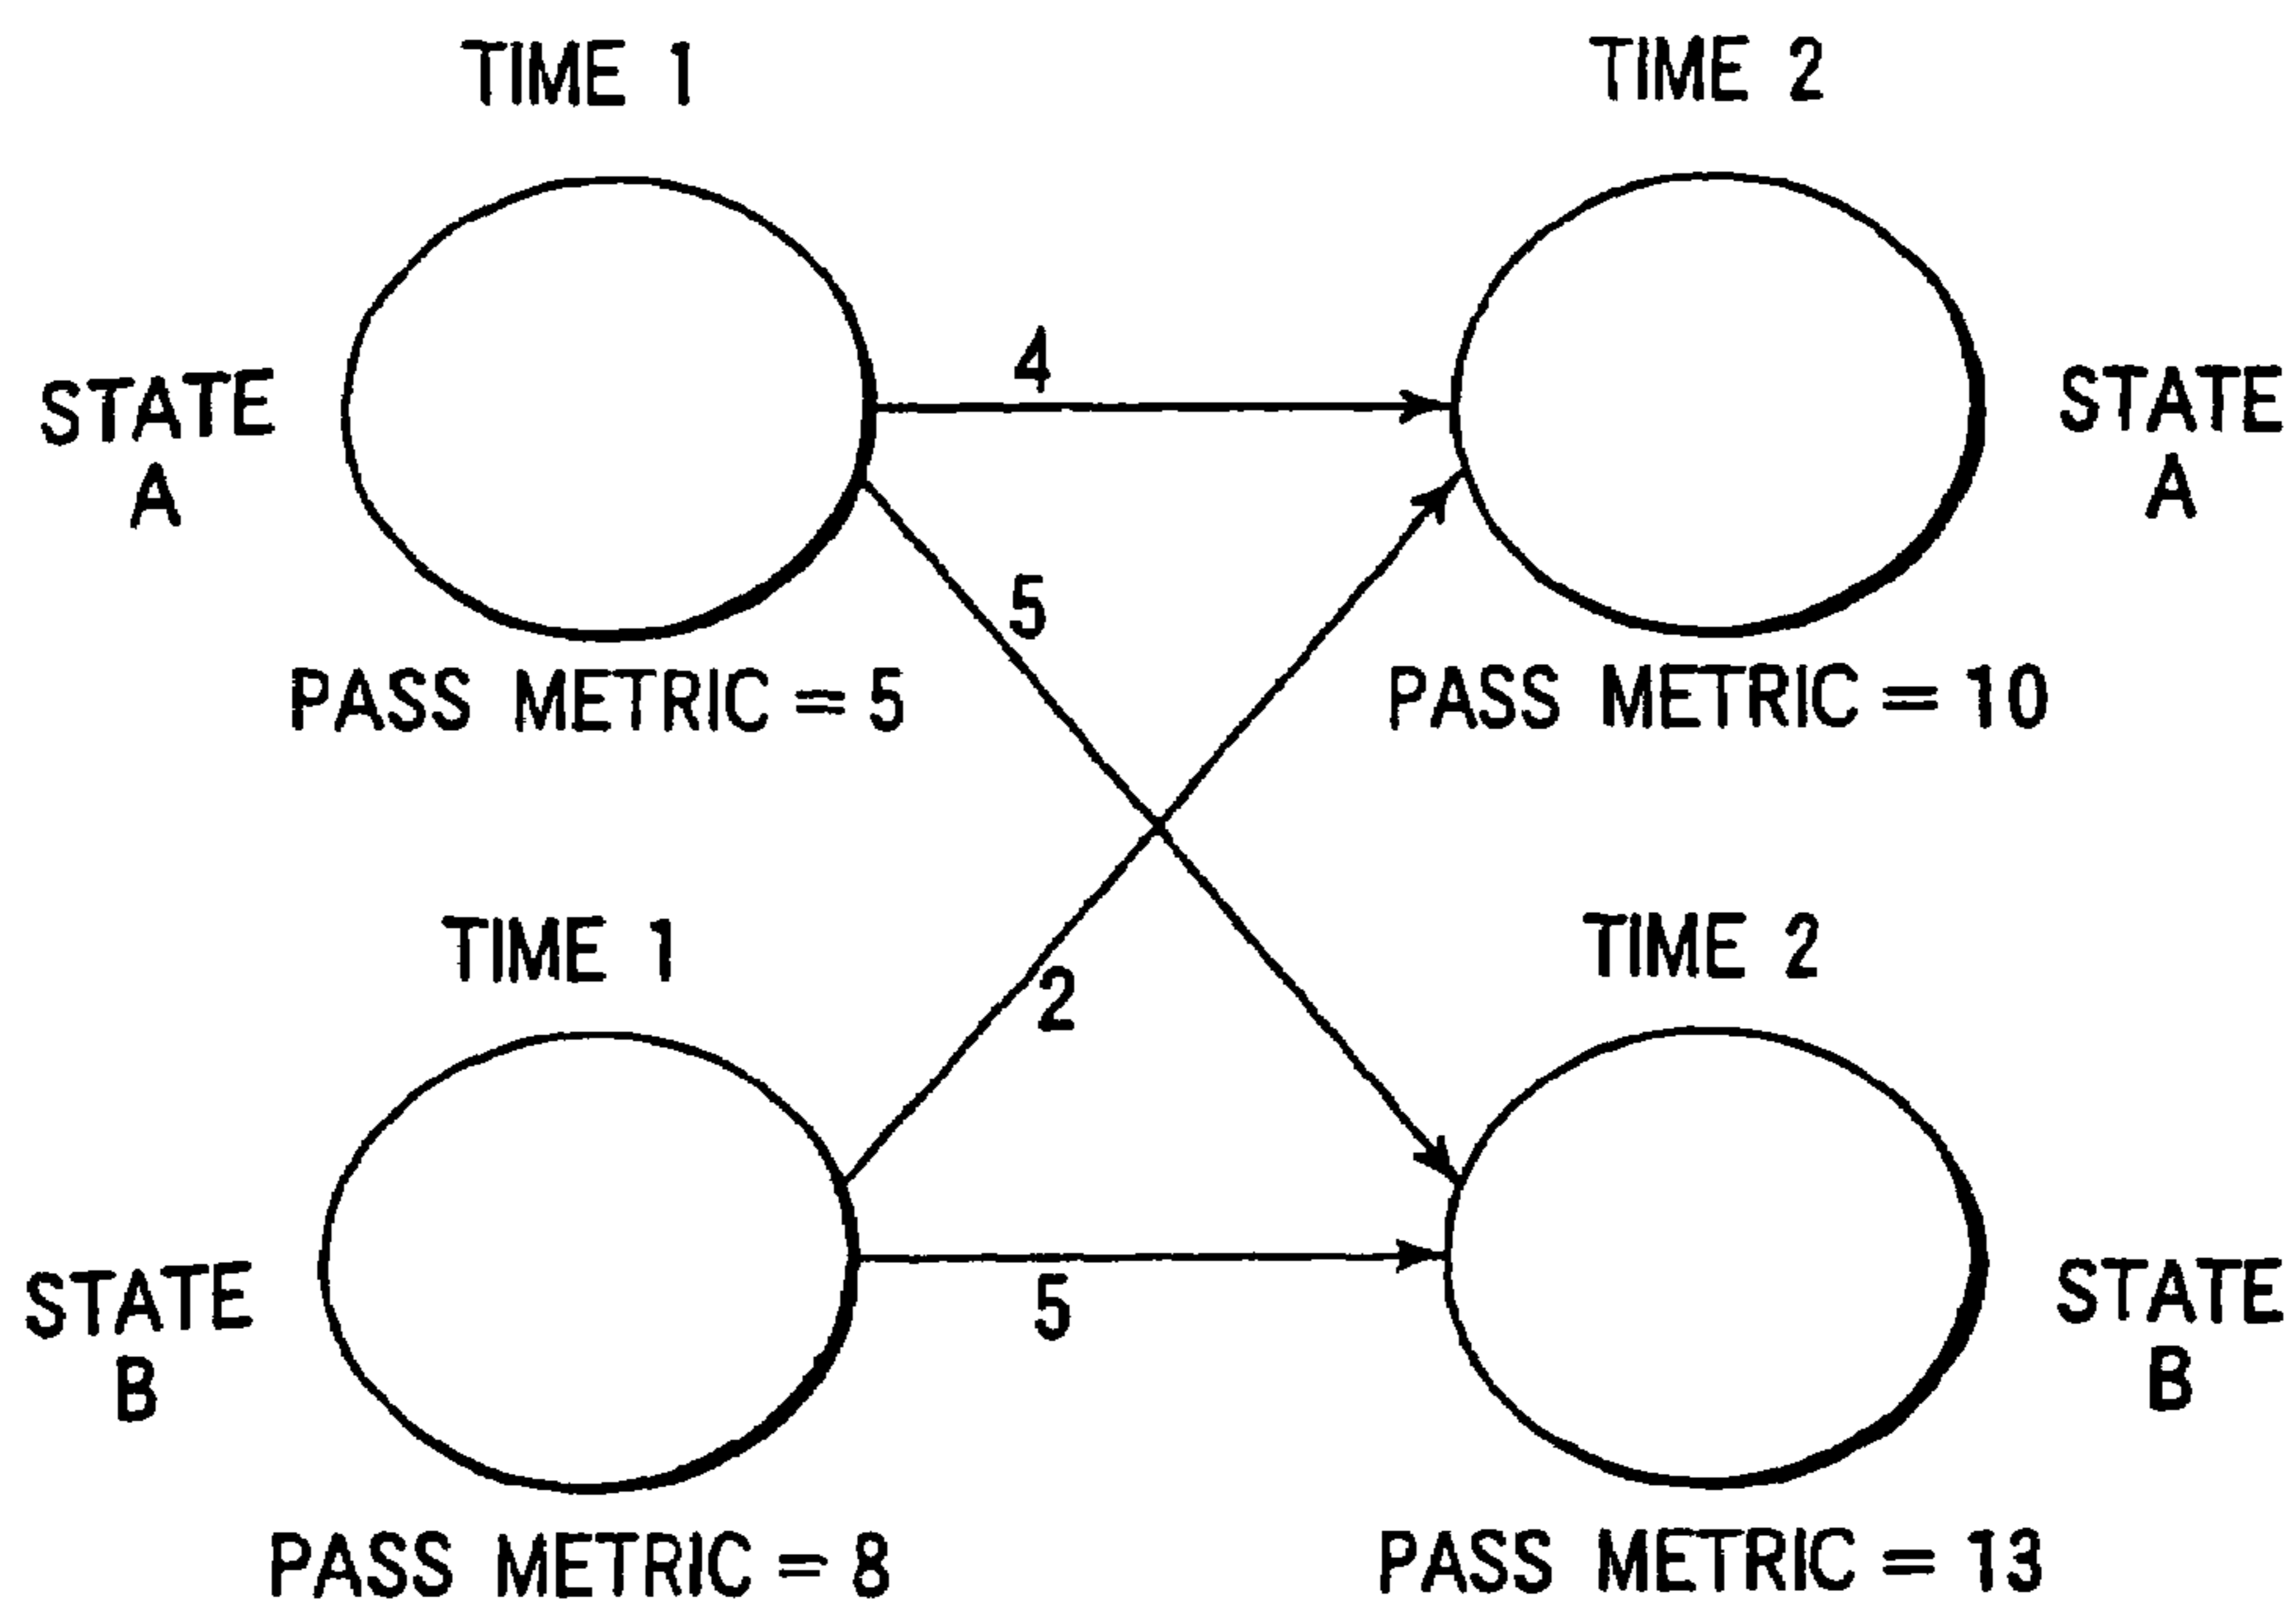 TIME 1
TIME 2
STATE
A
4
STATE
A
5
PASS METRIC = 5
PASS METRIC = 10
TIME 1
TIME 2
2
STATE
B
5
STATE
B
PASS METRIC = 8
PASS METRIC = 13